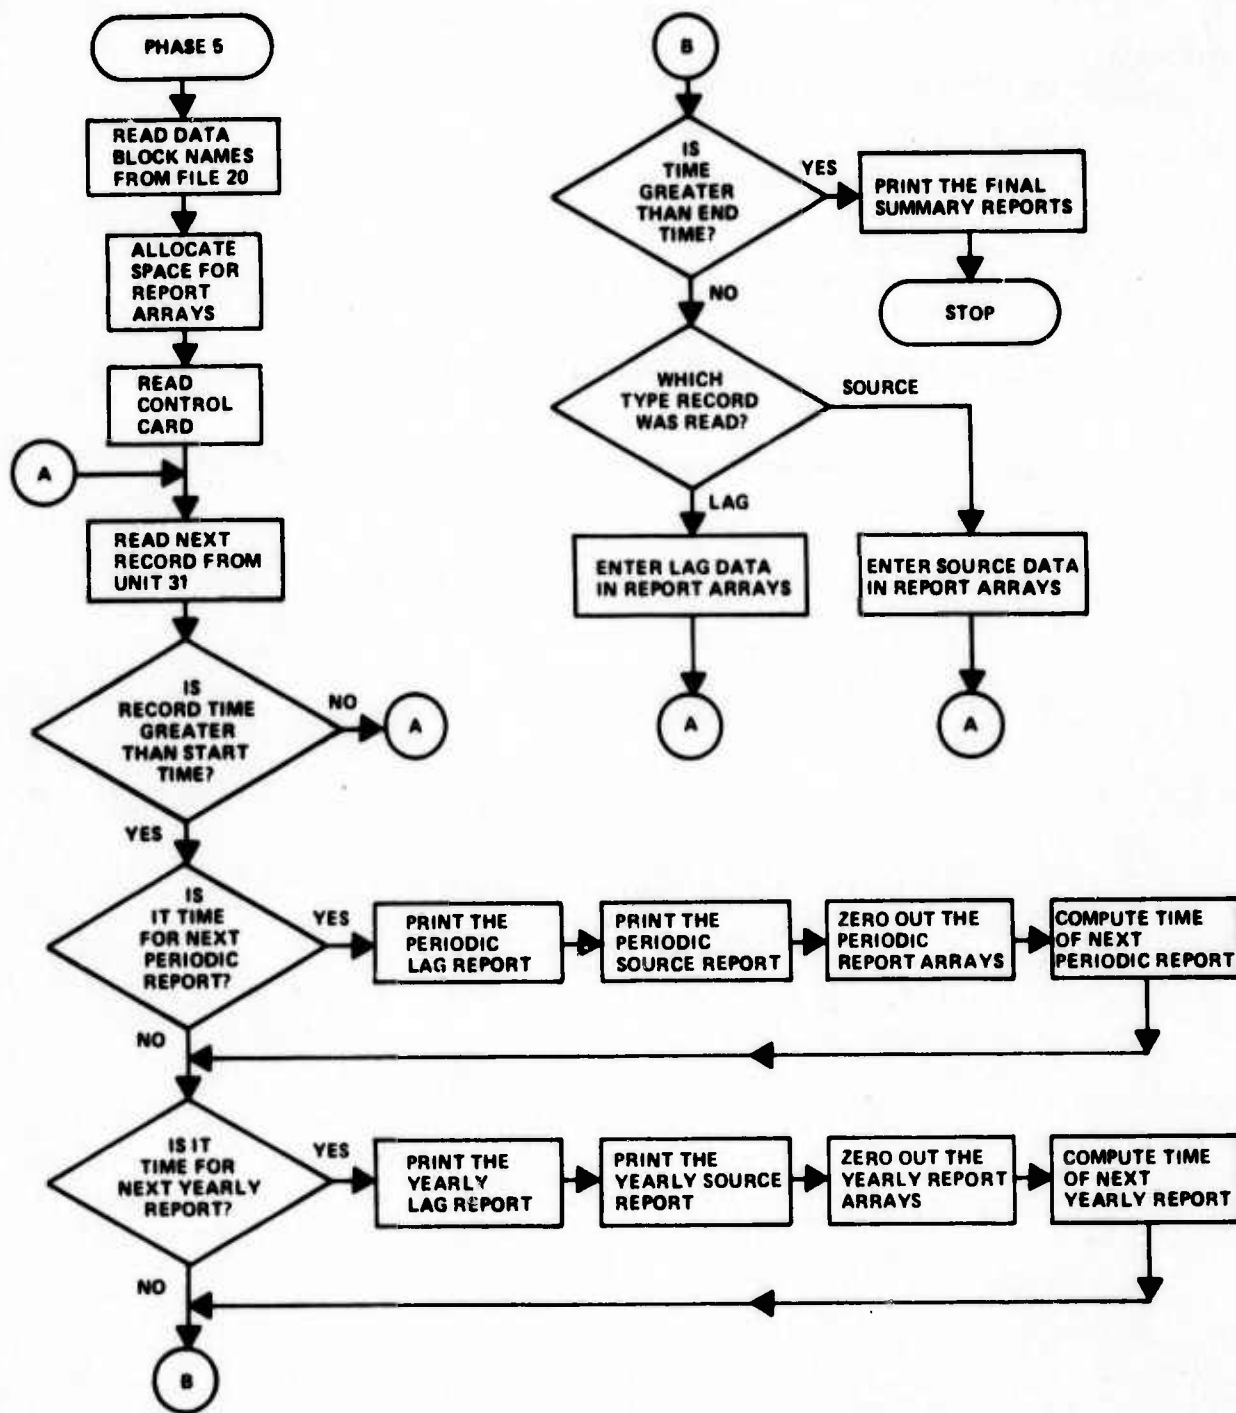 PHASE 5
READ DATA
BLOCK NAMES
FROM FILE 20
ALLOCATE
SPACE FOR
REPORT
ARRAYS
READ
CONTROL
CARD
A
READ NEXT
RECORD FROM
UNIT 31
IS
RECORD TIME
GREATER
THAN START
TIME?
NO
A
YES
IS
IT TIME
FOR NEXT
PERIODIC
REPORT?
YES
PRINT THE
PERIODIC
LAG REPORT
PRINT THE
PERIODIC
SOURCE REPORT
ZERO OUT THE
PERIODIC
REPORT ARRAYS
COMPUTE TIME
OF NEXT
PERIODIC REPORT
NO
IS IT
TIME FOR
NEXT YEARLY
REPORT?
YES
PRINT THE
YEARLY
LAG REPORT
PRINT THE
YEARLY SOURCE
REPORT
ZERO OUT THE
YEARLY REPORT
ARRAYS
COMPUTE TIME
OF NEXT
YEARLY REPORT
NO
B
B
IS
TIME
GREATER
THAN END
TIME?
YES
PRINT THE FINAL
SUMMARY REPORTS
STOP
NO
WHICH
TYPE RECORD
WAS READ?
SOURCE
LAG
ENTER LAG DATA
IN REPORT ARRAYS
ENTER SOURCE DATA
IN REPORT ARRAYS
A
A